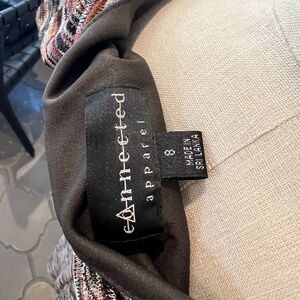 connected
apparel
8
MADE IN
SRI LANKA